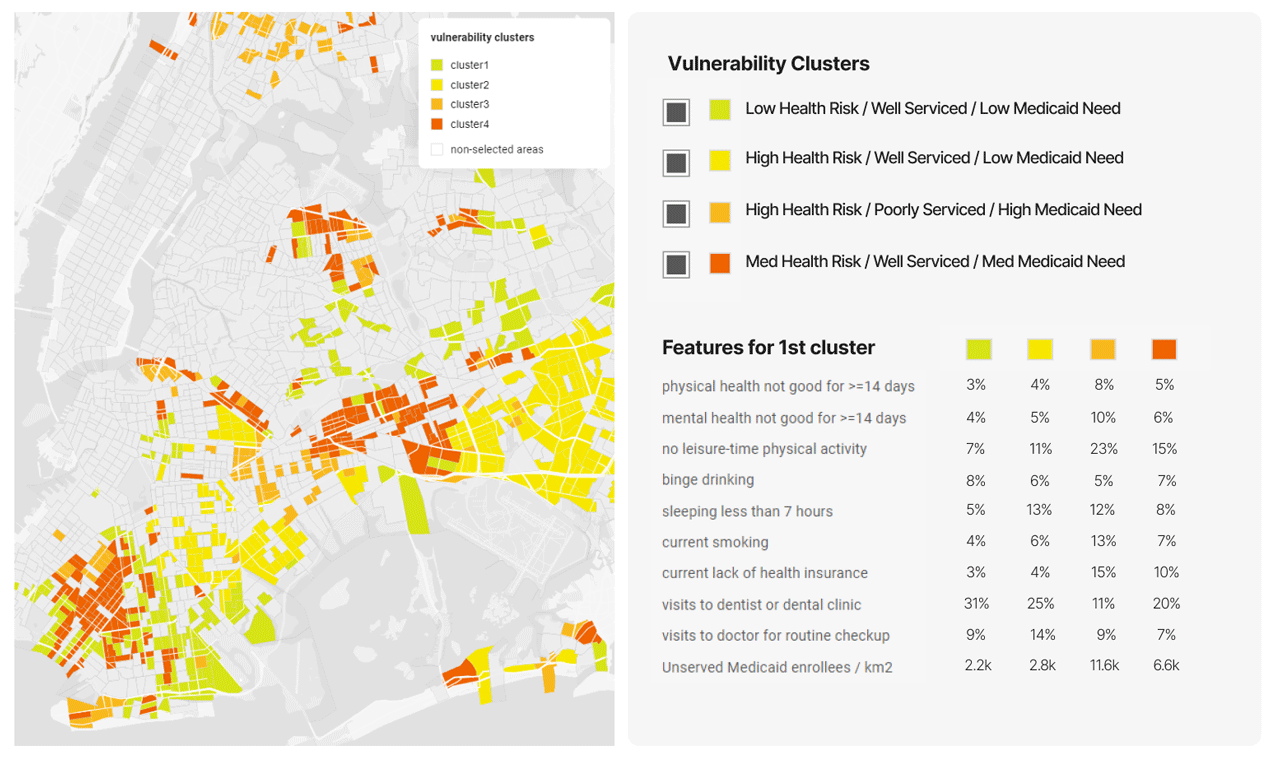 vulnerability clusters
cluster1
cluster2
cluster3
cluster4
non-selected areas
Vulnerability Clusters
Low Health Risk / Well Serviced / Low Medicaid Need
High Health Risk / Well Serviced / Low Medicaid Need
High Health Risk / Poorly Serviced / High Medicaid Need
Med Health Risk / Well Serviced / Med Medicaid Need
Features for 1st cluster
physical health not good for >=14 days 3% 4% 8% 5%
mental health not good for >=14 days 4% 5% 10% 6%
no leisure-time physical activity 7% 11% 23% 15%
binge drinking 8% 6% 5% 7%
sleeping less than 7 hours 5% 13% 12% 8%
current smoking 4% 6% 13% 7%
current lack of health insurance 3% 4% 15% 10%
visits to dentist or dental clinic 31% 25% 11% 20%
visits to doctor for routine checkup 9% 14% 9% 7%
Unserved Medicaid enrollees / km2 2.2k 2.8k 11.6k 6.6k